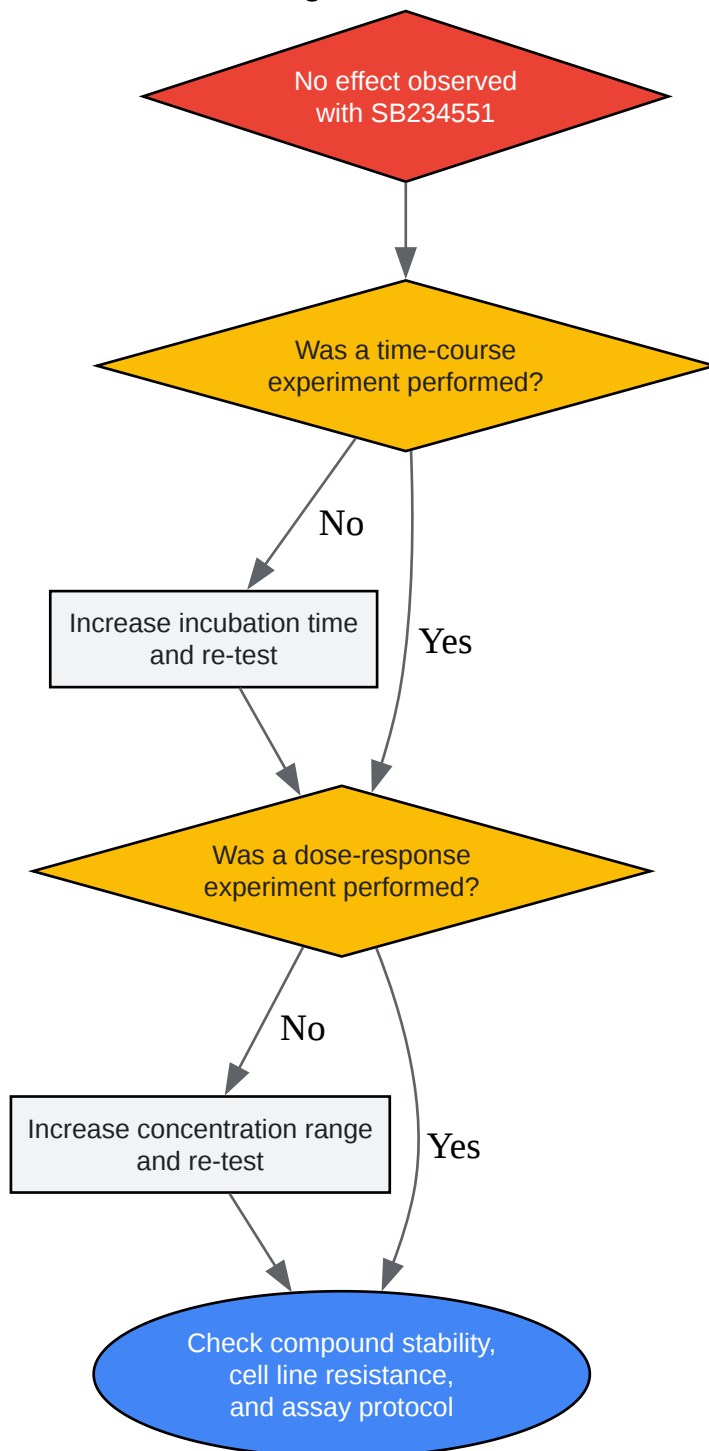 No effect observed
with SB234551
Was a time-course
experiment performed?
No
Increase incubation time
and re-test
Yes
Was a dose-response
experiment performed?
No
Increase concentration range
and re-test
Yes
Check compound stability,
cell line resistance,
and assay protocol